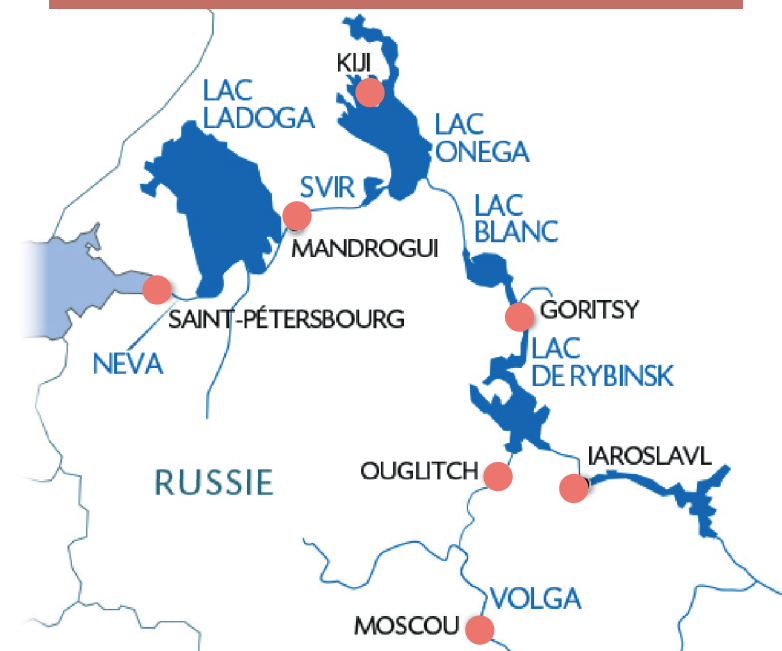 KIJI
LAC
LADOGA
LAC
ONEGA
SVIR
LAC
BLANC
MANDROGUI
GORITSY
SAINT-PÉTERSBOURG
LAC
DE RYBINSK
NEVA
IAROSLAVL
OUGLITCH
RUSSIE
VOLGA
MOSCOU